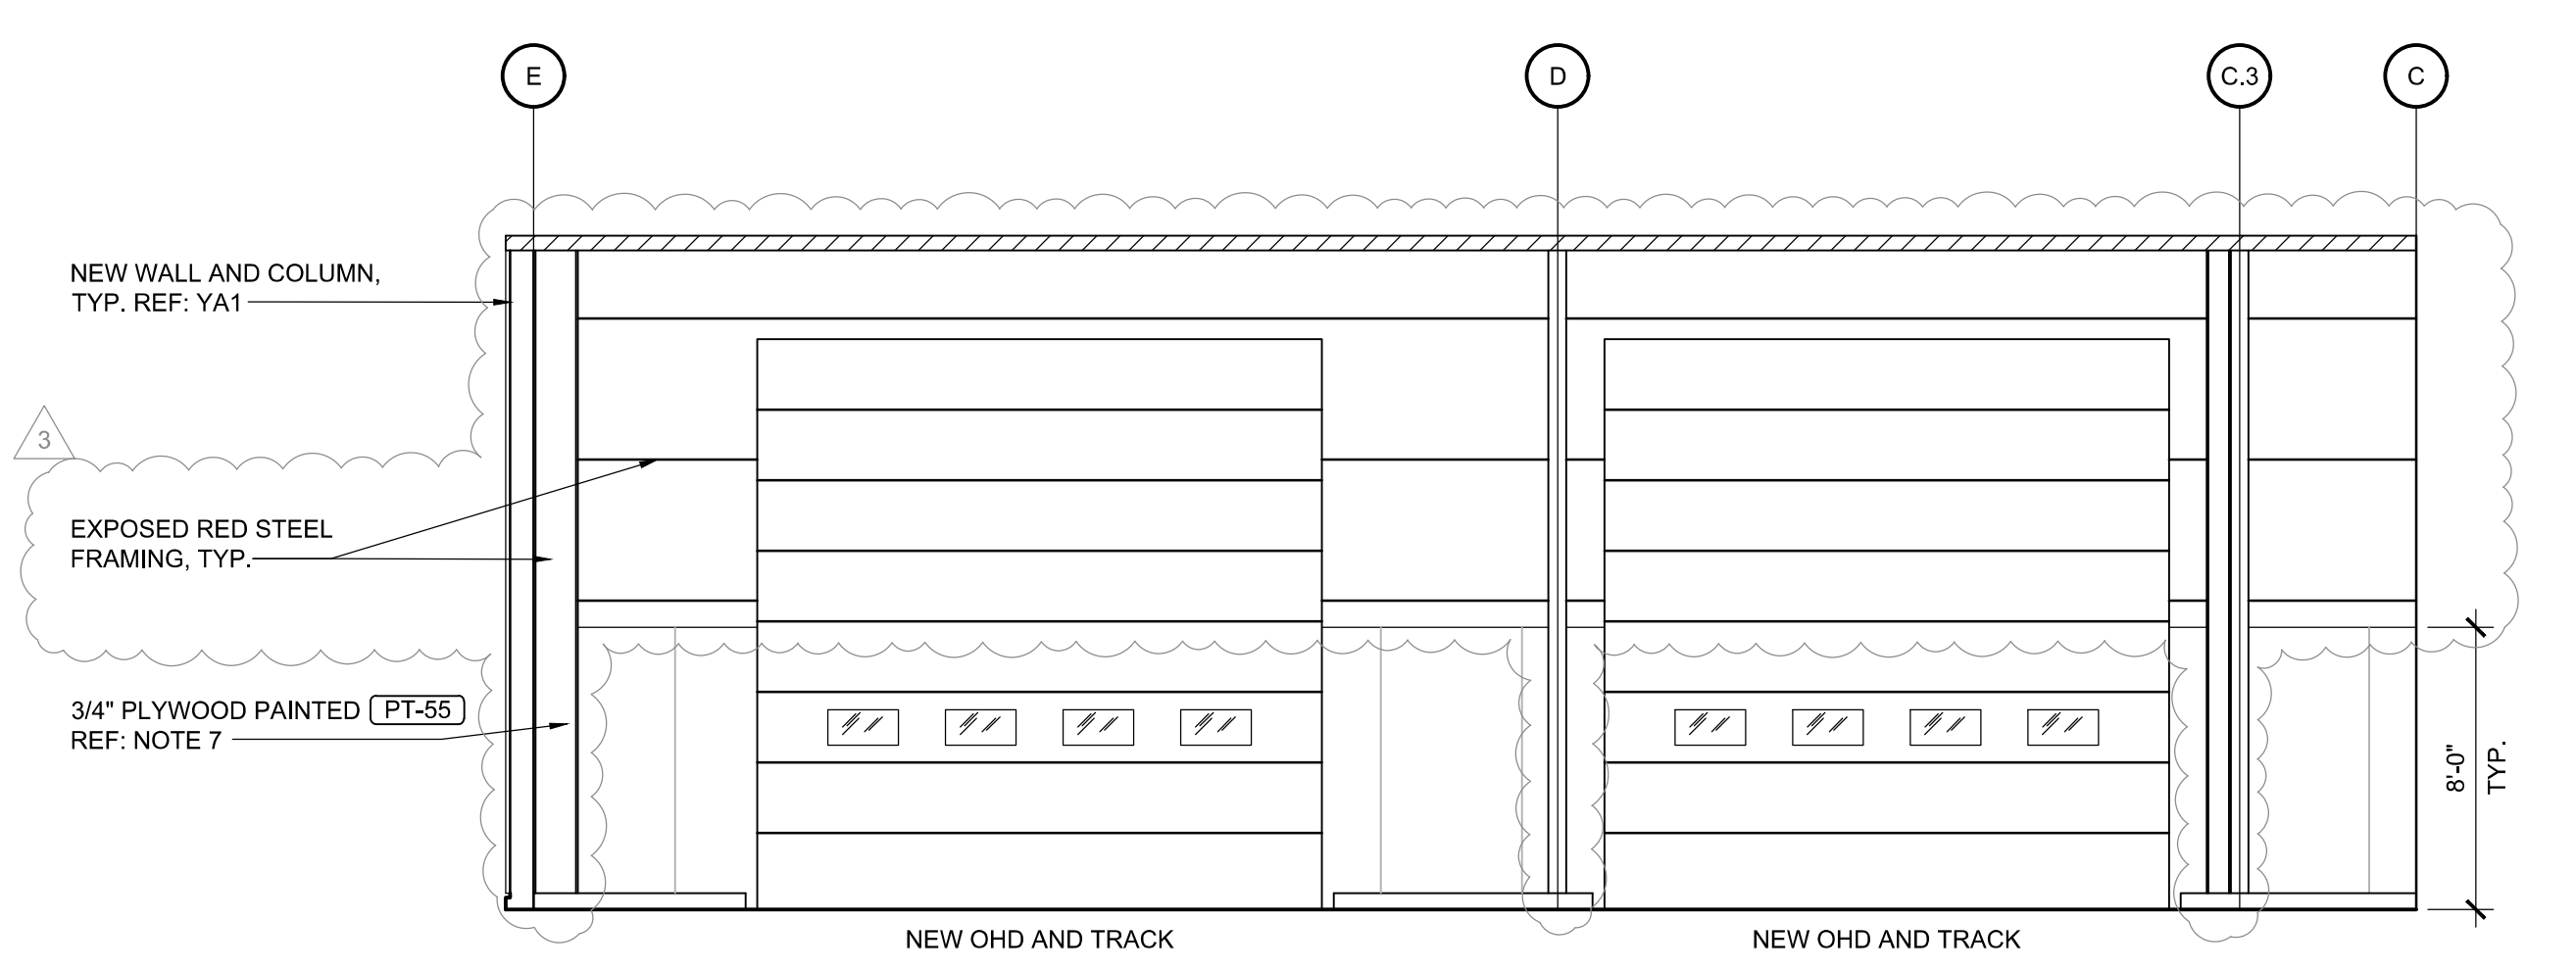 E
D
C.3
C
NEW WALL AND COLUMN,
TYP. REF: YA1
3
EXPOSED RED STEEL
FRAMING, TYP.
3/4" PLYWOOD PAINTED PT-55
REF: NOTE 7
8'-0"
TYP.
NEW OHD AND TRACK
NEW OHD AND TRACK